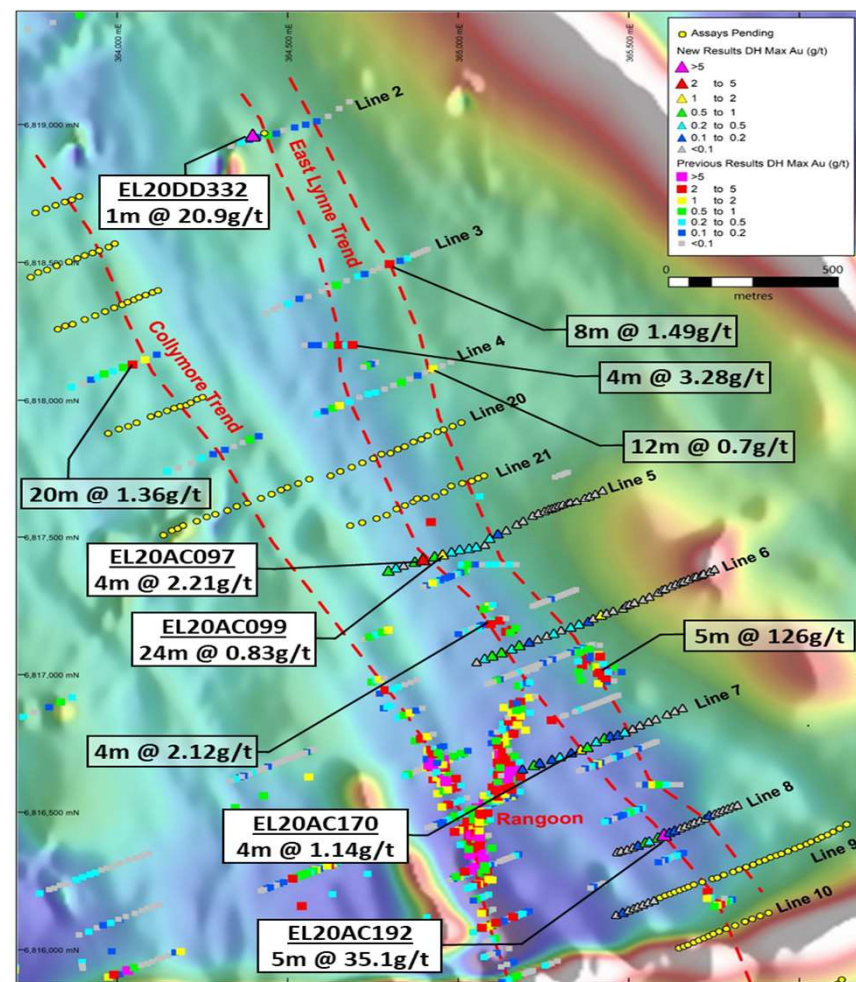 364,000 mE
364,500 mE
365,000 mE
365,500 mE
Assays Pending
New Results DH Max Au (g/t)
>5
2 to 5
1 to 2
0.5 to 1
0.2 to 0.5
0.1 to 0.2
<0.1
Previous Results DH Max Au (g/t)
>5
2 to 5
1 to 2
0.5 to 1
0.2 to 0.5
0.1 to 0.2
<0.1
0
500
metres
6,819,000 mN
Line 2
East Lynne Trend
EL20DD332
1m @ 20.9g/t
Line 3
6,818,500 mN
8m @ 1.49g/t
Collymore Trend
Line 4
4m @ 3.28g/t
6,818,000 mN
Line 20
12m @ 0.7g/t
20m @ 1.36g/t
Line 21
Line 5
6,817,500 mN
EL20AC097
4m @ 2.21g/t
Line 6
EL20AC099
24m @ 0.83g/t
5m @ 126g/t
6,817,000 mN
Line 7
4m @ 2.12g/t
6,816,500 mN
Rangoon
Line 8
EL20AC170
4m @ 1.14g/t
Line 9
Line 10
EL20AC192
5m @ 35.1g/t
6,816,000 mN